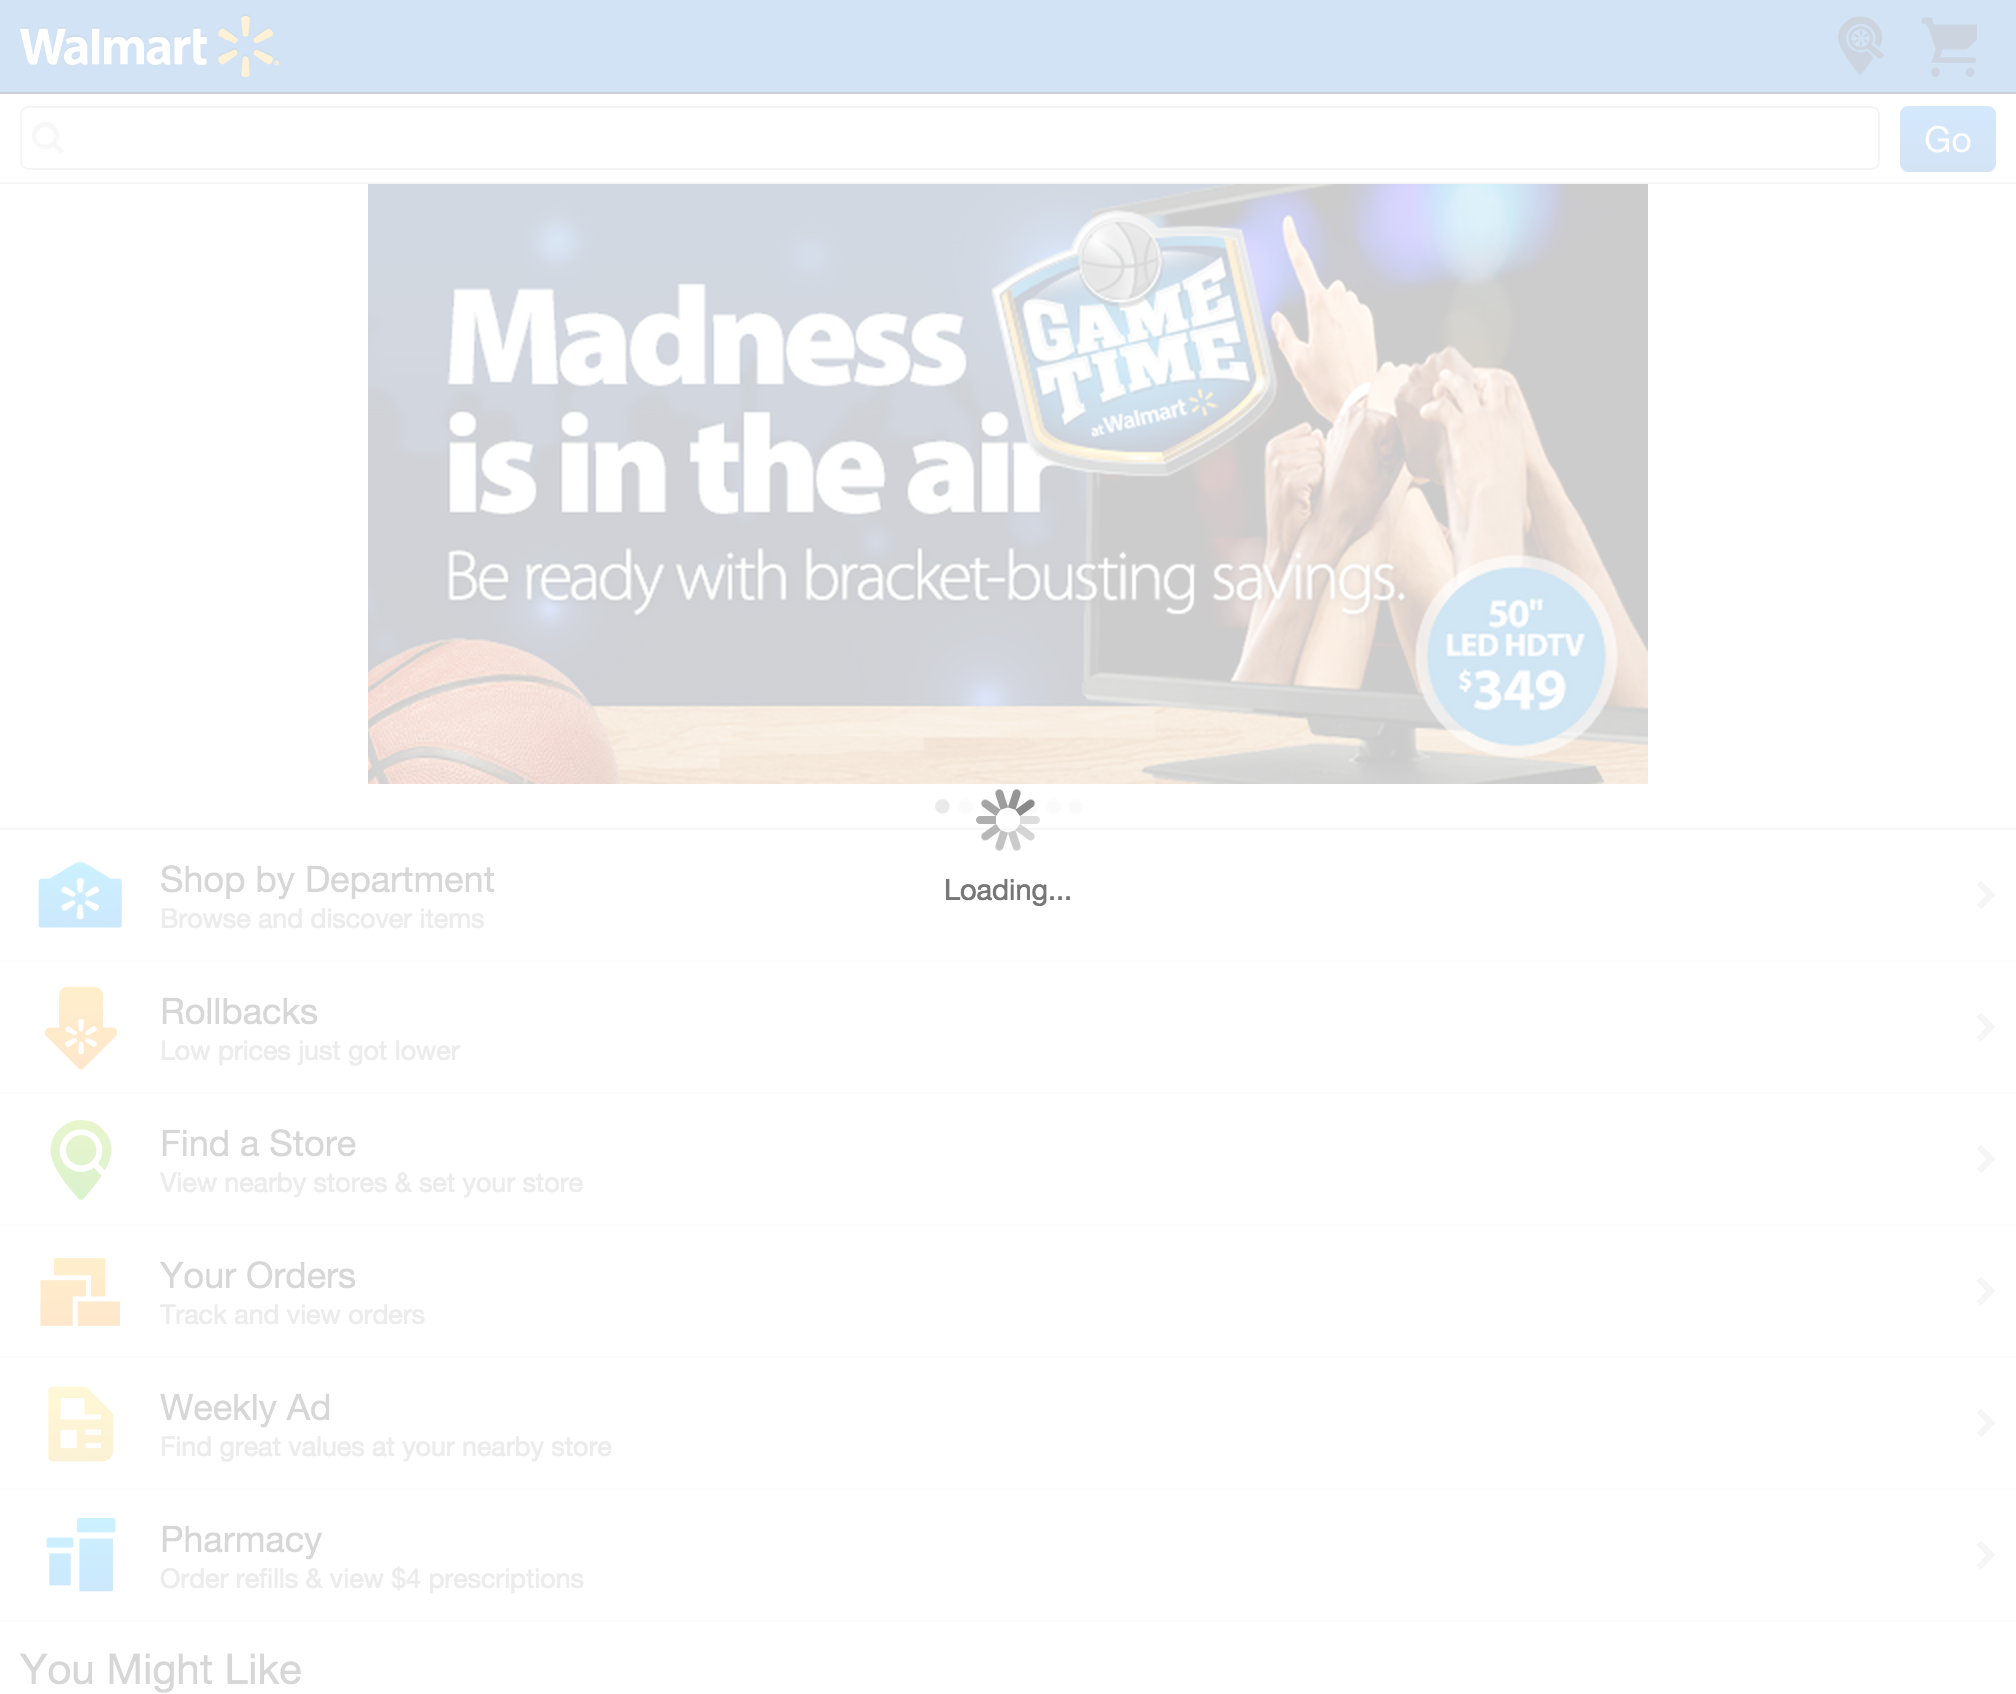 Walmart
Go
Madness
is in the air
GAME
TIME
at Walmart
Be ready with bracket-busting savings.
50"
LED HDTV
$349
Loading...
Shop by Department
Browse and discover items
Rollbacks
Low prices just got lower
Find a Store
View nearby stores & set your store
Your Orders
Track and view orders
Weekly Ad
Find great values at your nearby store
Pharmacy
Order refills & view $4 prescriptions
You Might Like